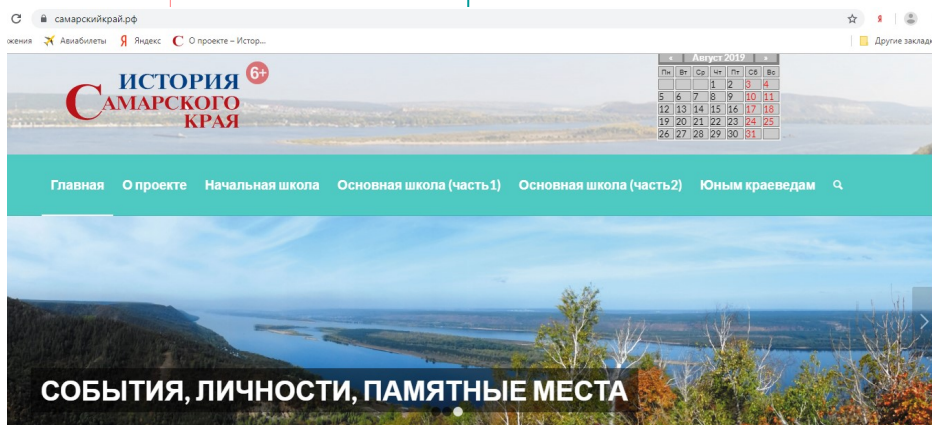 самарскийкрай.рф
Я
жения Авиабилеты Я Яндекс С О проекте – Истор...
Другие заклад
ИСТОРИЯ
САМАРСКОГО
КРАЯ
6+
« Август 2019 »
Пн Вт Ср Чт Пт Сб Вс
1 2 3 4
5 6 7 8 9 10 11
12 13 14 15 16 17 18
19 20 21 22 23 24 25
26 27 28 29 30 31
Главная О проекте Начальная школа Основная школа (часть1) Основная школа (часть2) Юным краеведам
СОБЫТИЯ, ЛИЧНОСТИ, ПАМЯТНЫЕ МЕСТА